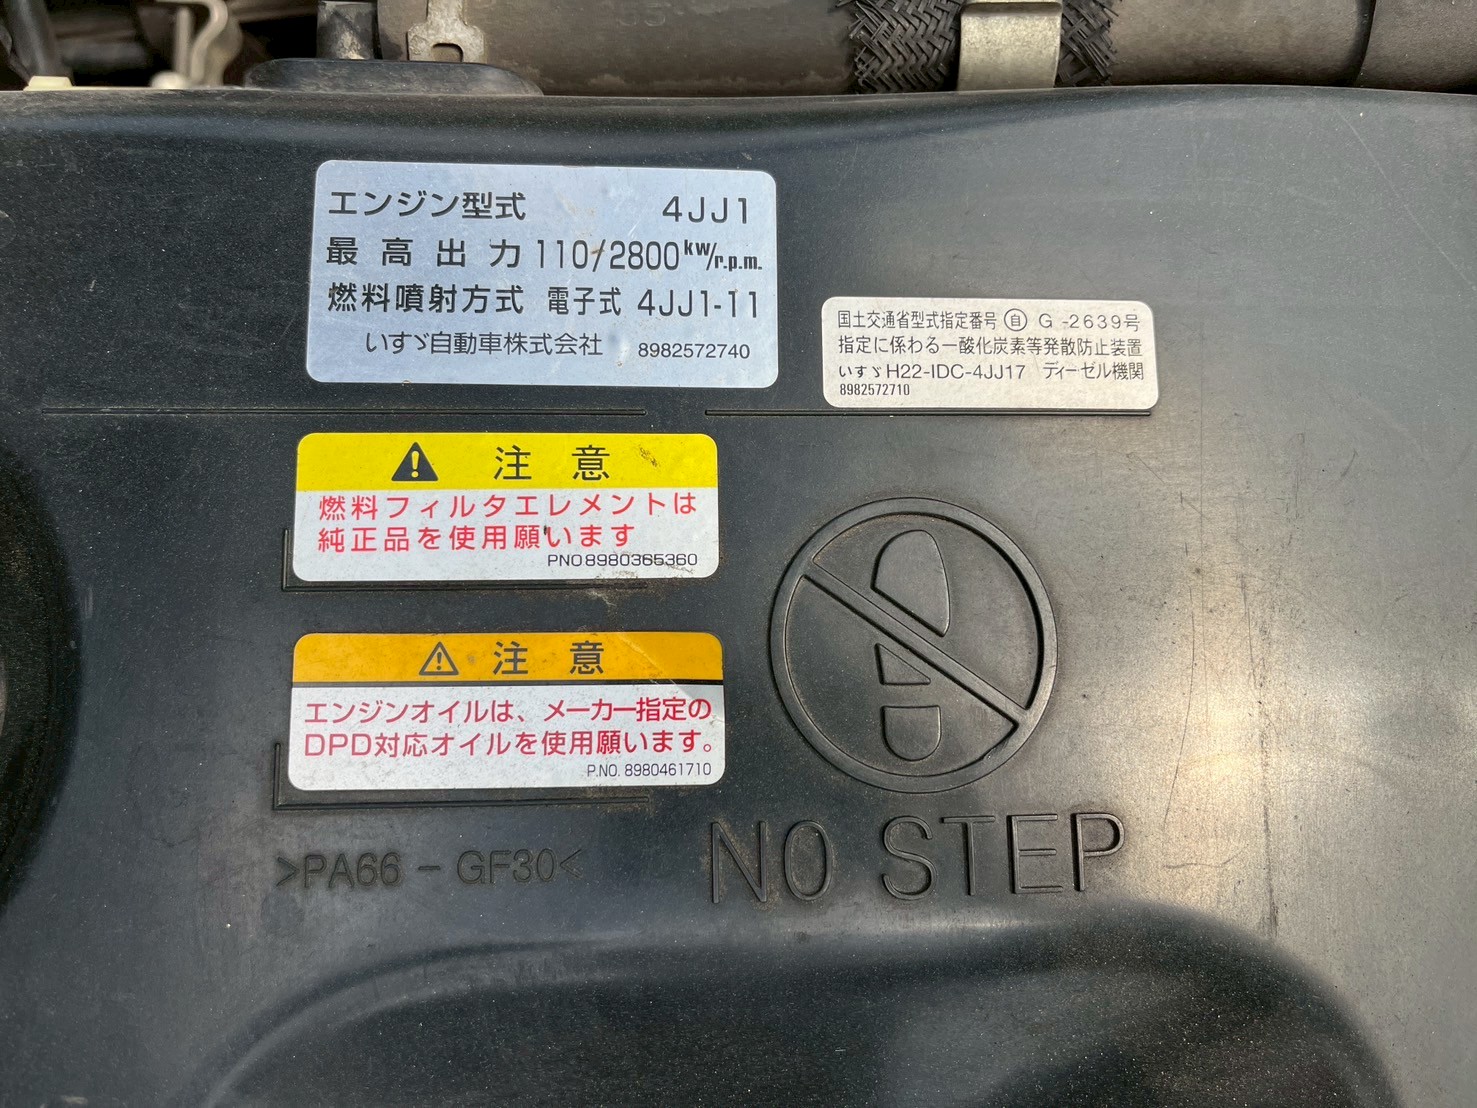 エンジン型式 4JJ1
最高出力 110/2800kW/r.p.m.
燃料噴射方式 電子式 4JJ1-11
いすゞ自動車株式会社 8982572740
国土交通省型式指定番号 自 G -2639号
指定に係わる一酸化炭素等発散防止装置
いすゞH22-IDC-4JJ17 ディーゼル機関
8982572710
注意
燃料フィルタエレメントは
純正品を使用願います
PNO8980365360
注意
エンジンオイルは、メーカー指定の
DPD対応オイルを使用願います。
P.NO. 8980461710
>PA66 - GF30<
NO STEP